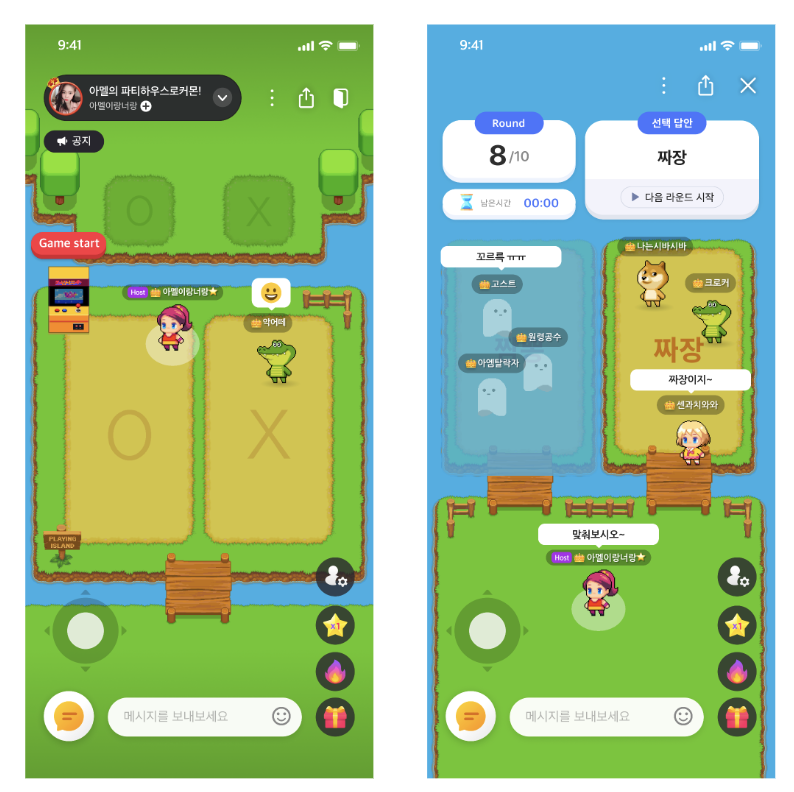 9:41
아멜의 파티하우스로커몬!
아멜이랑너랑
공지
O
X
Game start
Host 아멜이랑너랑
악어더
O
X
PLAYING
ISLAND
x1
메시지를 보내보세요
9:41
Round
8/10
남은시간 00:00
선택 답안
짜장
다음 라운드 시작
꼬르륵 ㅠㅠ
고스트
원령공수
아엠탈락자
나는시바시바
크로커
짜장
짜장이지~
센과치와와
맞춰보시오~
Host 아멜이랑너랑
x1
메시지를 보내보세요